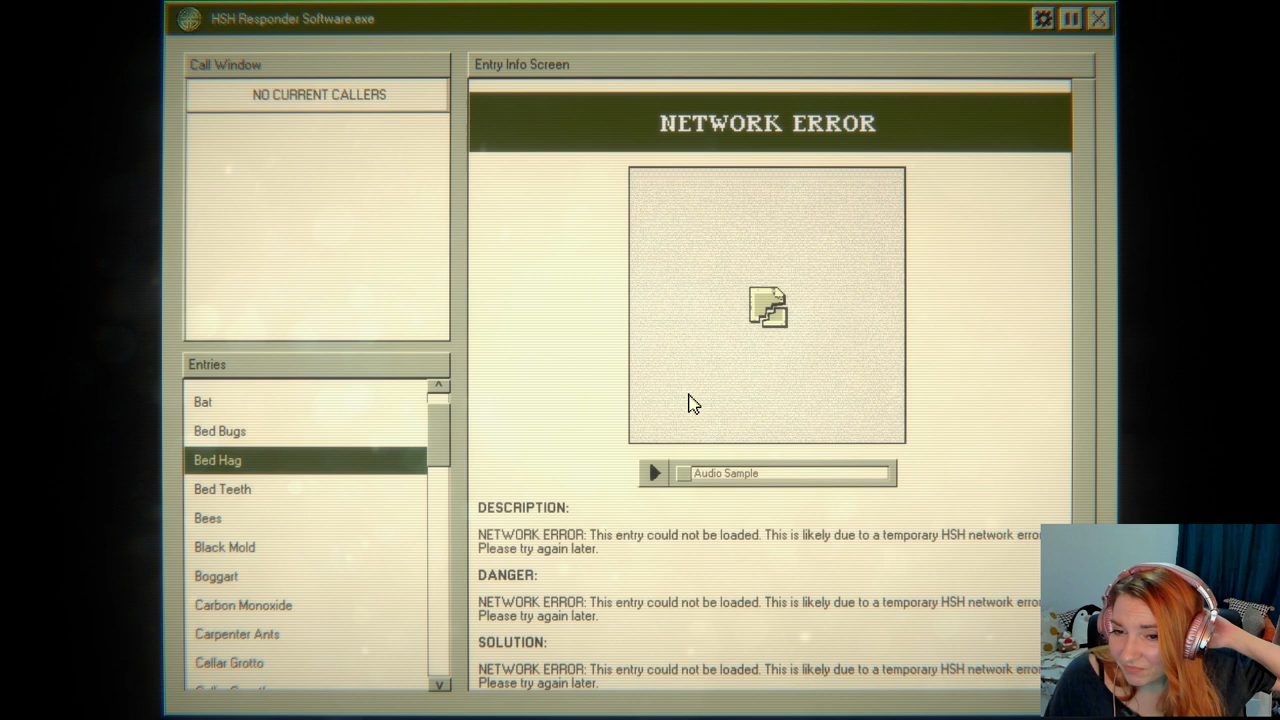 HSH Responder Software.exe
Call Window
NO CURRENT CALLERS
Entries
Bat
Bed Bugs
Bed Hag
Bed Teeth
Bees
Black Mold
Boggart
Carbon Monoxide
Carpenter Ants
Cellar Grotto
Entry Info Screen
NETWORK ERROR
Audio Sample
DESCRIPTION:
NETWORK ERROR: This entry could not be loaded. This is likely due to a temporary HSH network
Please try again later.
DANGER:
NETWORK ERROR: This entry could not be loaded. This is likely due to a temporary HSH network
Please try again later.
SOLUTION:
NETWORK ERROR: This entry could not be loaded. This is likely due to a temporary HSH network
Please try again later.